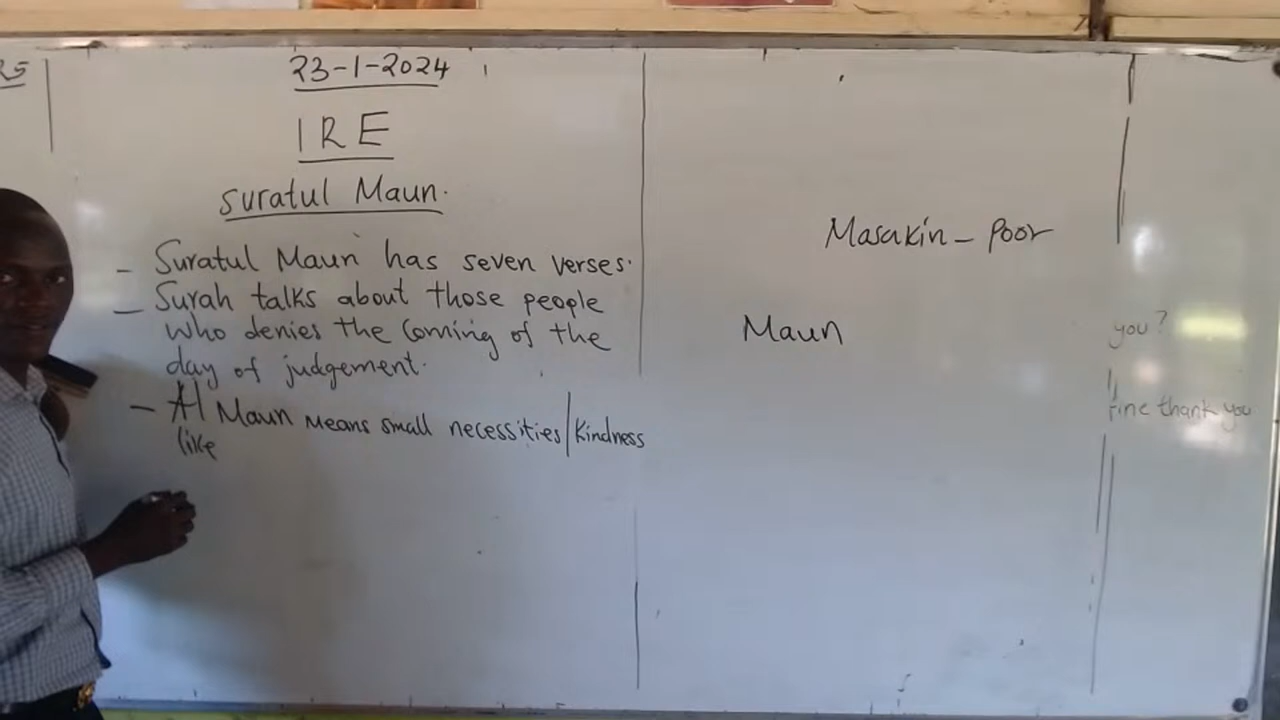 23-1-2024
IRE
Suratul Maun.
- Suratul Maun has seven verses.
- Surah talks about those people
who denies the coming of the
day of judgement.
- Al Maun means small necessities/kindness
like
Masakin - Poor
Maun
you?
fine thank you